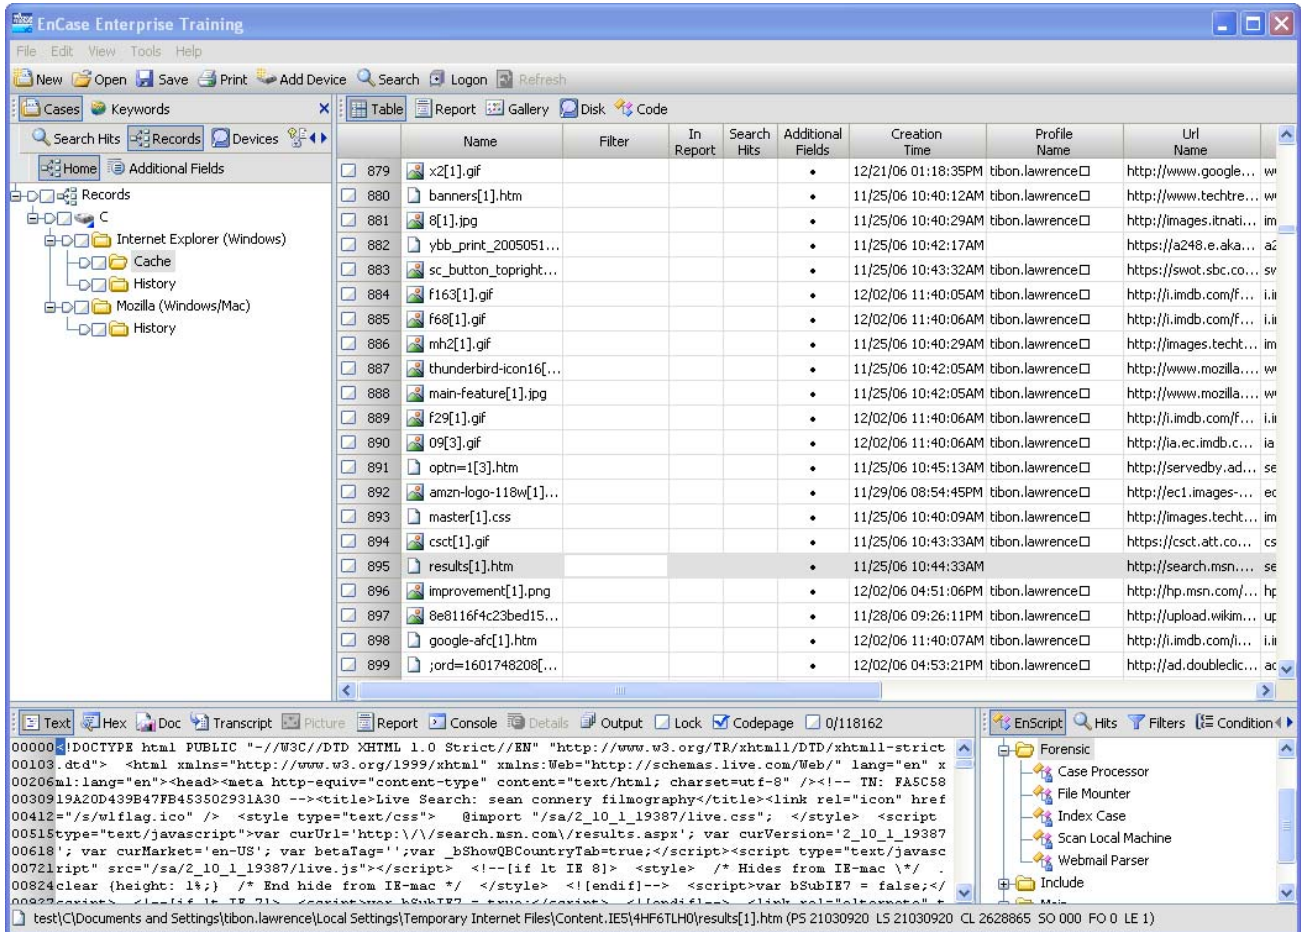 EnCase Enterprise Training
File Edit View Tools Help
New Open Save Print Add Device Search Logon Refresh
Cases Keywords
Search Hits Records Devices
Home Additional Fields
Records
C
Internet Explorer (Windows)
Cache
History
Mozilla (Windows/Mac)
History
Table Report Gallery Disk Code
Name Filter In Report Search Hits Additional Fields Creation Time Profile Name Url Name
879 x2[1].gif • 12/21/06 01:18:35PM tibon.lawrence□ http://www.google...
880 banners[1].htm • 11/25/06 10:40:12AM tibon.lawrence□ http://www.techtre...
881 8[1].jpg • 11/25/06 10:40:29AM tibon.lawrence□ http://images.itnati... im
882 ybb_print_2005051... • 11/25/06 10:42:17AM https://a248.e.aka... a2
883 sc_button_topright... • 11/25/06 10:43:32AM tibon.lawrence□ https://swot.sbc.co... sw
884 f163[1].gif • 12/02/06 11:40:05AM tibon.lawrence□ http://i.imdb.com/f... i.i
885 f68[1].gif • 12/02/06 11:40:06AM tibon.lawrence□ http://i.imdb.com/f... i.i
886 mh2[1].gif • 11/25/06 10:40:29AM tibon.lawrence□ http://images.techt... im
887 thunderbird-icon16[... • 11/25/06 10:42:05AM tibon.lawrence□ http://www.mozilla....
888 main-feature[1].jpg • 11/25/06 10:42:05AM tibon.lawrence□ http://www.mozilla....
889 f29[1].gif • 12/02/06 11:40:06AM tibon.lawrence□ http://i.imdb.com/f... i.i
890 09[3].gif • 12/02/06 11:40:06AM tibon.lawrence□ http://ia.ec.imdb.c... ia
891 optn=1[3].htm • 11/25/06 10:45:13AM tibon.lawrence□ http://servedby.ad... se
892 amzn-logo-118w[1]... • 11/29/06 08:54:45PM tibon.lawrence□ http://ec1.images-... ec
893 master[1].css • 11/25/06 10:40:09AM tibon.lawrence□ http://images.techt... im
894 csct[1].gif • 11/25/06 10:43:33AM tibon.lawrence□ https://csct.att.co... cs
895 results[1].htm • 11/25/06 10:44:33AM http://search.msn.... se
896 improvement[1].png • 12/02/06 04:51:06PM tibon.lawrence□ http://hp.msn.com/... hp
897 8e8116f4c23bed15... • 11/28/06 09:26:11PM tibon.lawrence□ http://upload.wikim... up
898 google-afc[1].htm • 12/02/06 11:40:07AM tibon.lawrence□ http://i.imdb.com/i... i.i
899 ;ord=1601748208[... • 12/02/06 04:53:21PM tibon.lawrence□ http://ad.doubleclic... ad
Text Hex Doc Transcript Picture Report Console Details Output Lock Codepage 0/118162
00000<!DOCTYPE html PUBLIC "-//W3C//DTD XHTML 1.0 Strict//EN" "http://www.w3.org/TR/xhtml1/DTD/xhtml1-strict
00103.dtd"> <html xmlns="http://www.w3.org/1999/xhtml" xmlns:Web="http://schemas.live.com/Web/" lang="en" x
00206ml:lang="en"><head><meta http-equiv="content-type" content="text/html; charset=utf-8" /><!-- TN: FA5C58
0030919A20D439B47FB453502931A30 --><title>Live Search: sean connery filmography</title><link rel="icon" href
00412="/s/wlflag.ico" /> <style type="text/css"> @import "/sa/2_10_1_19387/live.css"; </style> <script
00515type="text/javascript">var curUrl='http:\/\/search.msn.com\/results.aspx'; var curVersion='2_10_1_19387
00618'; var curMarket='en-US'; var betaTag='';var _bShowQBCountryTab=true;</script><script type="text/javasc
00721ript" src="/sa/2_10_1_19387/live.js"></script> <!--[if lt IE 8]> <style> /* Hides from IE-mac \*/ .
00824clear {height: 1%;} /* End hide from IE-mac */ </style> <![endif]--> <script>var bSubIE7 = false;</
00927script> <!--[if lt IE 7]> <script>var bSubIE7 = true;</script> <![endif]--> <link rel="alternate" t
EnScript Hits Filters Condition
Forensic
Case Processor
File Mounter
Index Case
Scan Local Machine
Webmail Parser
Include
Main
test\C\Documents and Settings\tibon.lawrence\Local Settings\Temporary Internet Files\Content.IE5\4HF6TLH0\results[1].htm (PS 21030920 LS 21030920 CL 2628865 SO 000 FO 0 LE 1)